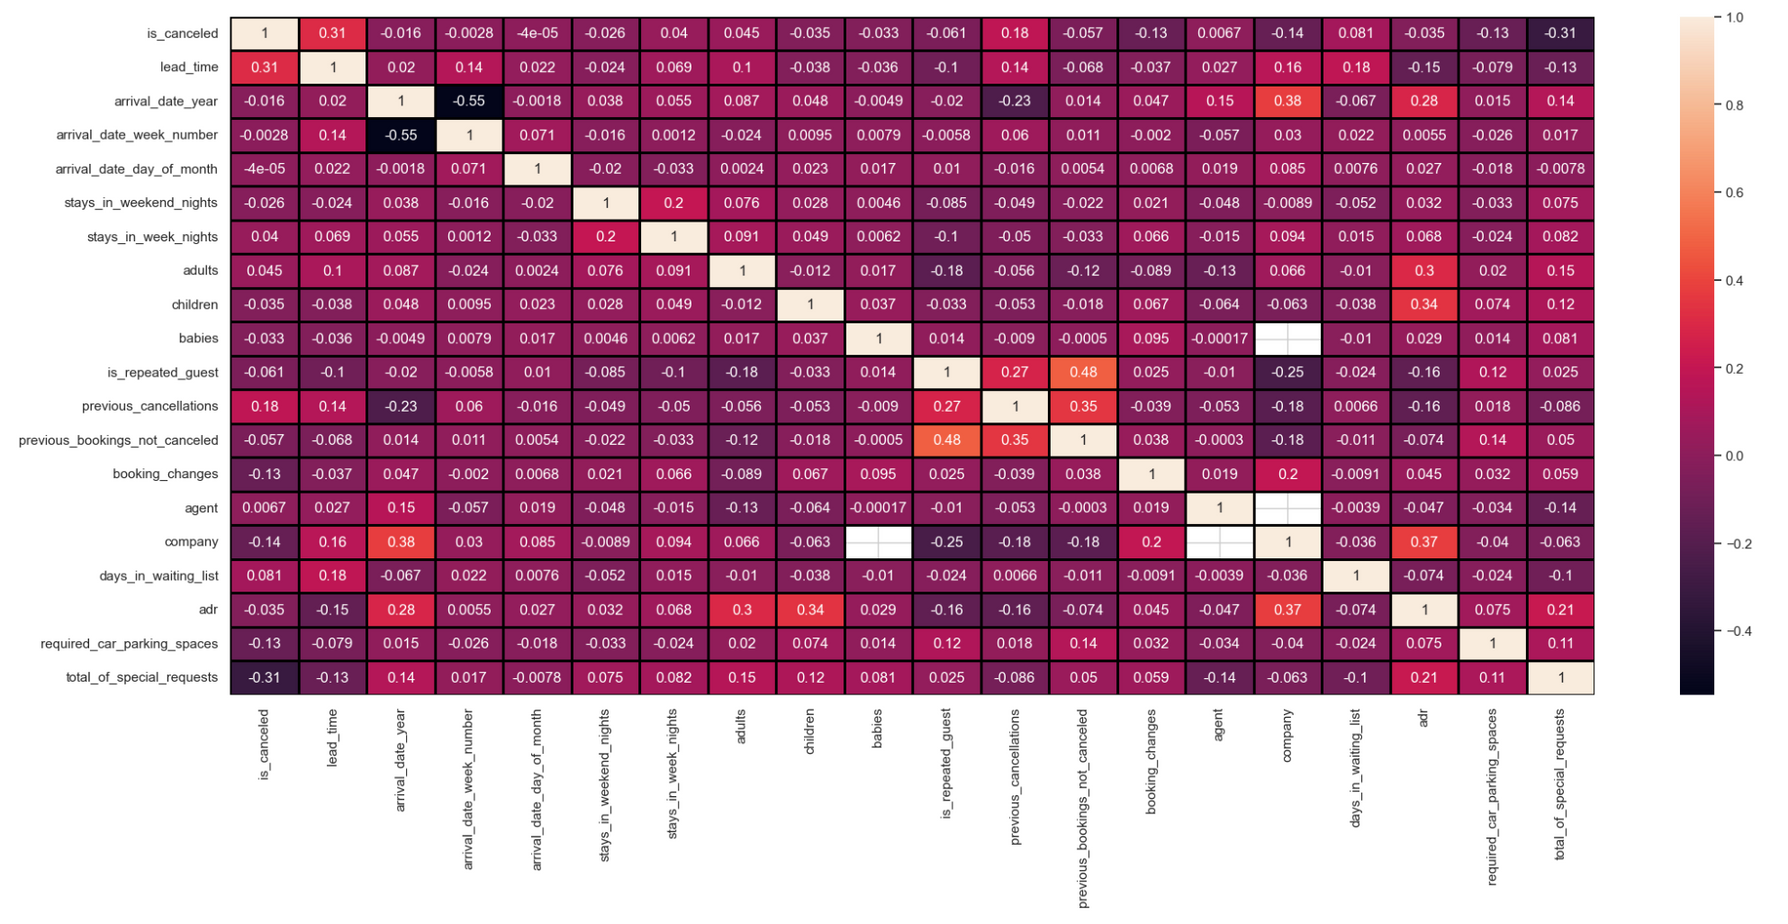 is_canceled 1 0.31 -0.016 -0.0028 -4e-05 -0.026 0.04 0.045 -0.035 -0.033 -0.061 0.18 -0.057 -0.13 0.0067 -0.14 0.081 -0.035 -0.13 -0.31
lead_time 0.31 1 0.02 0.14 0.022 -0.024 0.069 0.1 -0.038 -0.036 -0.1 0.14 -0.068 -0.037 0.027 0.16 0.18 -0.15 -0.079 -0.13
arrival_date_year -0.016 0.02 1 -0.55 -0.0018 0.038 0.055 0.087 0.048 -0.0049 -0.02 -0.23 0.014 0.047 0.15 0.38 -0.067 0.28 0.015 0.14
arrival_date_week_number -0.0028 0.14 -0.55 1 0.071 -0.016 0.0012 -0.024 0.0095 0.0079 -0.0058 0.06 0.011 -0.002 -0.057 0.03 0.022 0.0055 -0.026 0.017
arrival_date_day_of_month -4e-05 0.022 -0.0018 0.071 1 -0.02 -0.033 0.0024 0.023 0.017 0.01 -0.016 0.0054 0.0068 0.019 0.085 0.0076 0.027 -0.018 -0.0078
stays_in_weekend_nights -0.026 -0.024 0.038 -0.016 -0.02 1 0.2 0.076 0.028 0.0046 -0.085 -0.049 -0.022 0.021 -0.048 -0.0089 -0.052 0.032 -0.033 0.075
stays_in_week_nights 0.04 0.069 0.055 0.0012 -0.033 0.2 1 0.091 0.049 0.0062 -0.1 -0.05 -0.033 0.066 -0.015 0.094 0.015 0.068 -0.024 0.082
adults 0.045 0.1 0.087 -0.024 0.0024 0.076 0.091 1 -0.012 0.017 -0.18 -0.056 -0.12 -0.089 -0.13 0.066 -0.01 0.3 0.02 0.15
children -0.035 -0.038 0.048 0.0095 0.023 0.028 0.049 -0.012 1 0.037 -0.033 -0.053 -0.018 0.067 -0.064 -0.063 -0.038 0.34 0.074 0.12
babies -0.033 -0.036 -0.0049 0.0079 0.017 0.0046 0.0062 0.017 0.037 1 0.014 -0.009 -0.0005 0.095 -0.00017 -0.01 0.029 0.014 0.081
is_repeated_guest -0.061 -0.1 -0.02 -0.0058 0.01 -0.085 -0.1 -0.18 -0.033 0.014 1 0.27 0.48 0.025 -0.01 -0.25 -0.024 -0.16 0.12 0.025
previous_cancellations 0.18 0.14 -0.23 0.06 -0.016 -0.049 -0.05 -0.056 -0.053 -0.009 0.27 1 0.35 -0.039 -0.053 -0.18 0.0066 -0.16 0.018 -0.086
previous_bookings_not_canceled -0.057 -0.068 0.014 0.011 0.0054 -0.022 -0.033 -0.12 -0.018 -0.0005 0.48 0.35 1 0.038 -0.0003 -0.18 -0.011 -0.074 0.14 0.05
booking_changes -0.13 -0.037 0.047 -0.002 0.0068 0.021 0.066 -0.089 0.067 0.095 0.025 -0.039 0.038 1 0.019 0.2 -0.0091 0.045 0.032 0.059
agent 0.0067 0.027 0.15 -0.057 0.019 -0.048 -0.015 -0.13 -0.064 -0.00017 -0.01 -0.053 -0.0003 0.019 1 -0.0039 -0.047 -0.034 -0.14
company -0.14 0.16 0.38 0.03 0.085 -0.0089 0.094 0.066 -0.063 -0.25 -0.18 -0.18 0.2 1 -0.036 0.37 -0.04 -0.063
days_in_waiting_list 0.081 0.18 -0.067 0.022 0.0076 -0.052 0.015 -0.01 -0.038 -0.01 -0.024 0.0066 -0.011 -0.0091 -0.0039 -0.036 1 -0.074 -0.024 -0.1
adr -0.035 -0.15 0.28 0.0055 0.027 0.032 0.068 0.3 0.34 0.029 -0.16 -0.16 -0.074 0.045 -0.047 0.37 -0.074 1 0.075 0.21
required_car_parking_spaces -0.13 -0.079 0.015 -0.026 -0.018 -0.033 -0.024 0.02 0.074 0.014 0.12 0.018 0.14 0.032 -0.034 -0.04 -0.024 0.075 1 0.11
total_of_special_requests -0.31 -0.13 0.14 0.017 -0.0078 0.075 0.082 0.15 0.12 0.081 0.025 -0.086 0.05 0.059 -0.14 -0.063 -0.1 0.21 0.11 1
is_canceled
lead_time
arrival_date_year
arrival_date_week_number
arrival_date_day_of_month
stays_in_weekend_nights
stays_in_week_nights
adults
children
babies
is_repeated_guest
previous_cancellations
previous_bookings_not_canceled
booking_changes
agent
company
days_in_waiting_list
adr
required_car_parking_spaces
total_of_special_requests
1.0
0.8
0.6
0.4
0.2
0.0
−0.2
−0.4